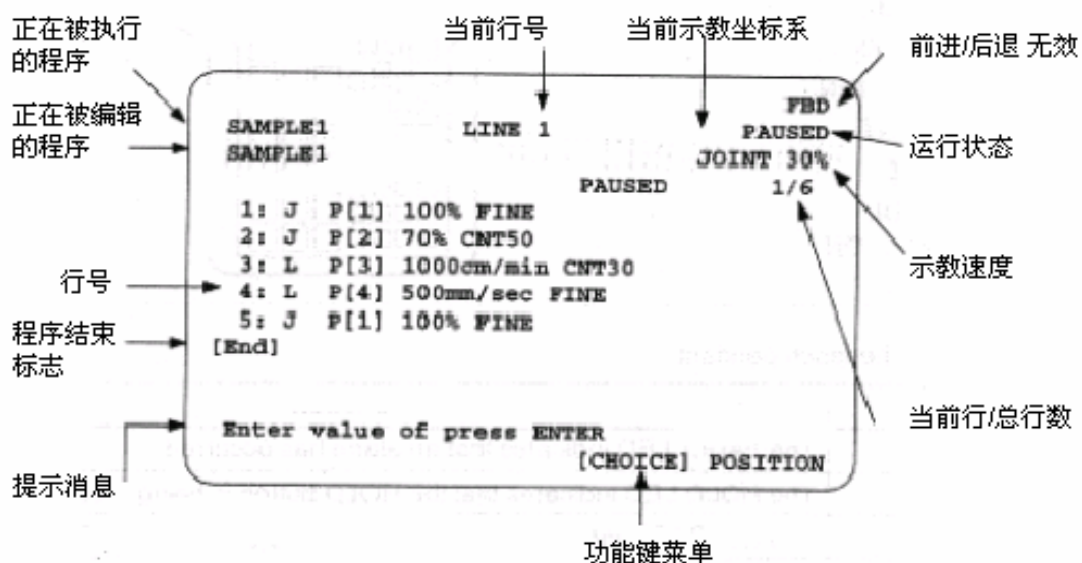 正在被执行
的程序
当前行号
当前示教坐标系
前进/后退 无效
正在被编辑
的程序
FBD
SAMPLE1 LINE 1 PAUSED
运行状态
SAMPLE1 JOINT 30%
PAUSED 1/6
1: J P[1] 100% FINE
2: J P[2] 70% CNT50
3: L P[3] 1000cm/min CNT30
示教速度
行号
4: L P[4] 500mm/sec FINE
5: J P[1] 100% FINE
程序结束
标志
[End]
当前行/总行数
Enter value of press ENTER
[CHOICE] POSITION
提示消息
功能键菜单